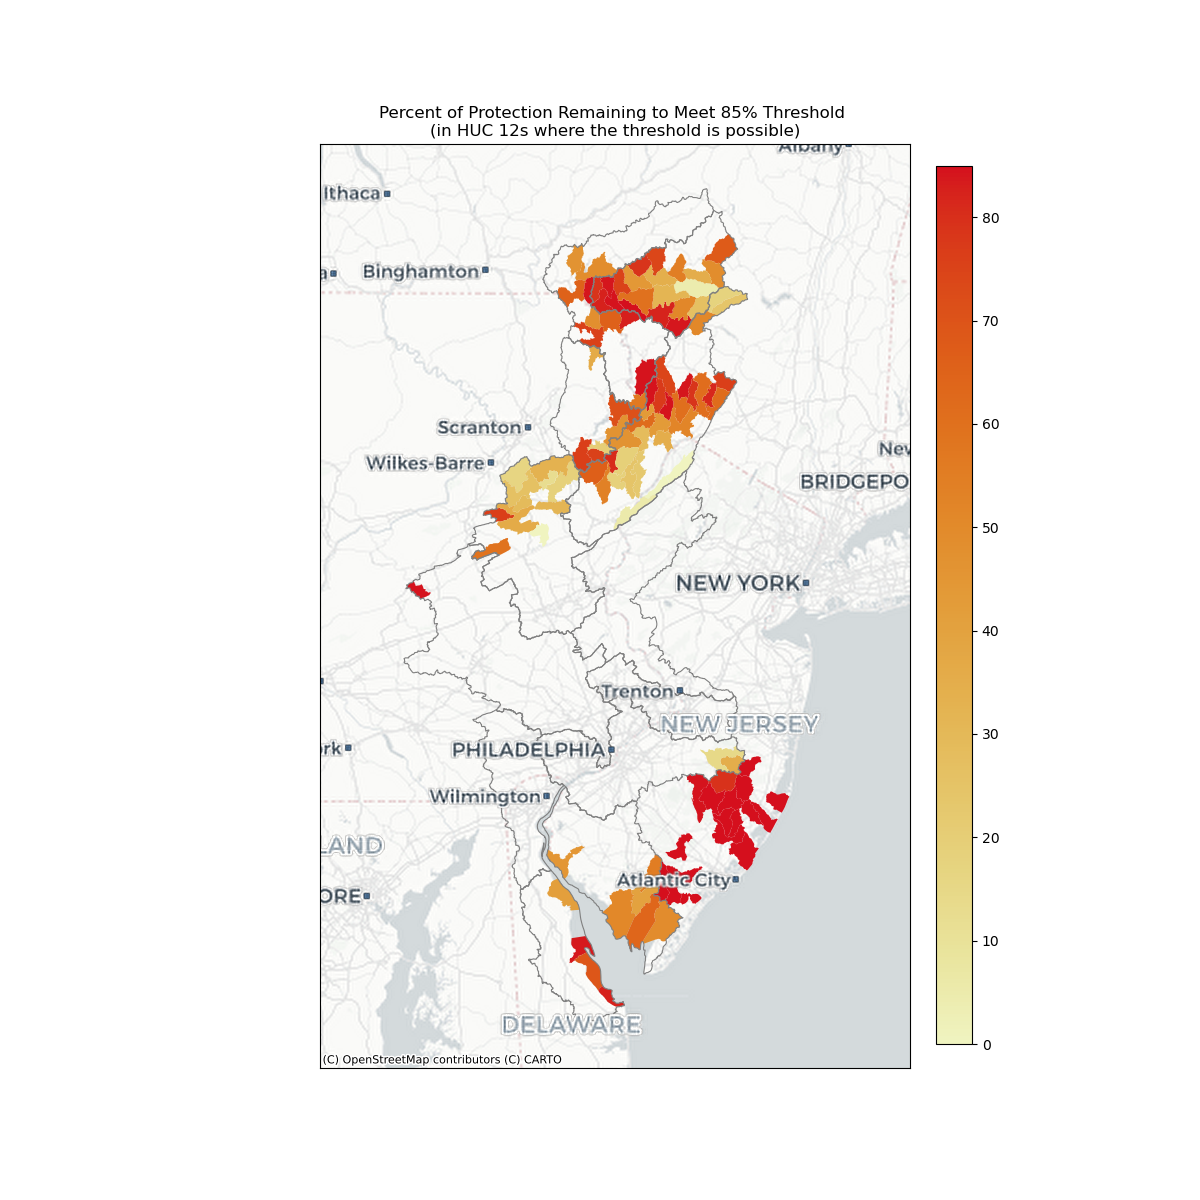 Percent of Protection Remaining to Meet 85% Threshold
(in HUC 12s where the threshold is possible)
Albany
Ithaca
a
Binghamton
80
70
Scranton
Wilkes-Barre
New
60
BRIDGEPO
50
NEW YORK
40
Trenton
NEW JERSEY
rk
PHILADELPHIA
30
Wilmington
LAND
20
Atlantic City
ORE
10
DELAWARE
0
(C) OpenStreetMap contributors (C) CARTO